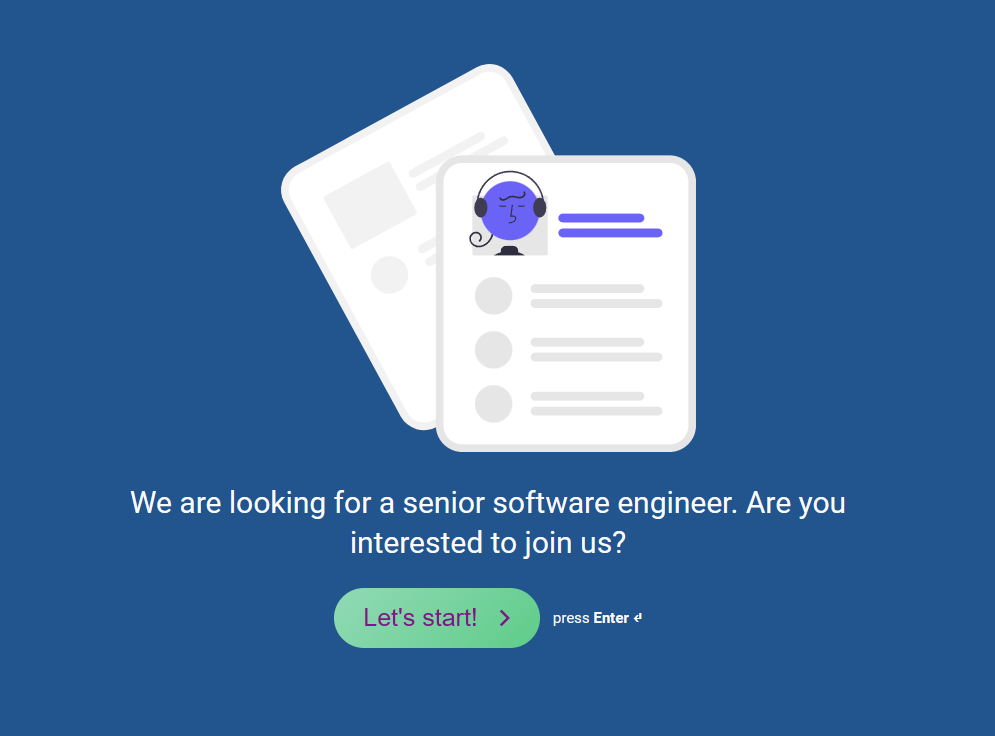 We are looking for a senior software engineer. Are you
interested to join us?
Let's start!
press Enter ↵